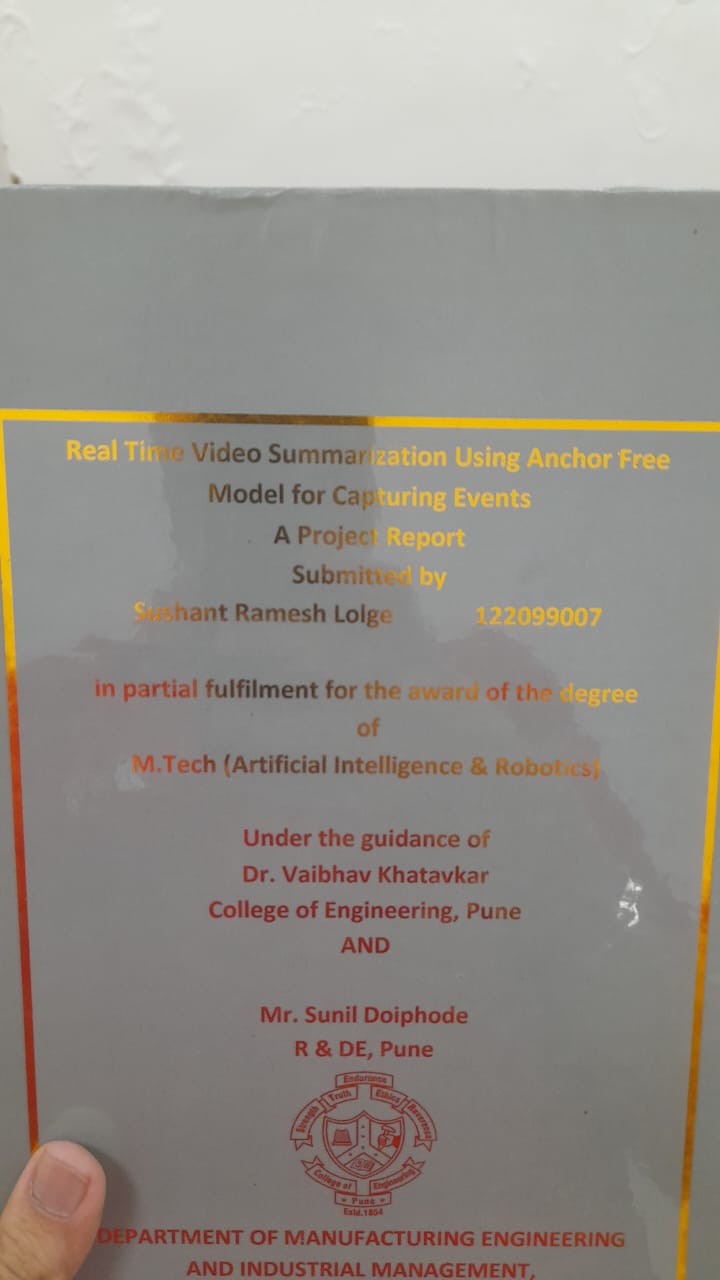 Real Time Video Summarization Using Anchor Free
Model for Capturing Events
A Project Report
Submitted by
Sushant Ramesh Lolge 122099007
in partial fulfilment for the award of the degree
of
M.Tech (Artificial Intelligence & Robotics)
Under the guidance of
Dr. Vaibhav Khatavkar
College of Engineering, Pune
AND
Mr. Sunil Doiphode
R & DE, Pune
Endurance
Truth Ethics
Strength Reverence
College of Engineering
Pune
Estd.1854
DEPARTMENT OF MANUFACTURING ENGINEERING
AND INDUSTRIAL MANAGEMENT,